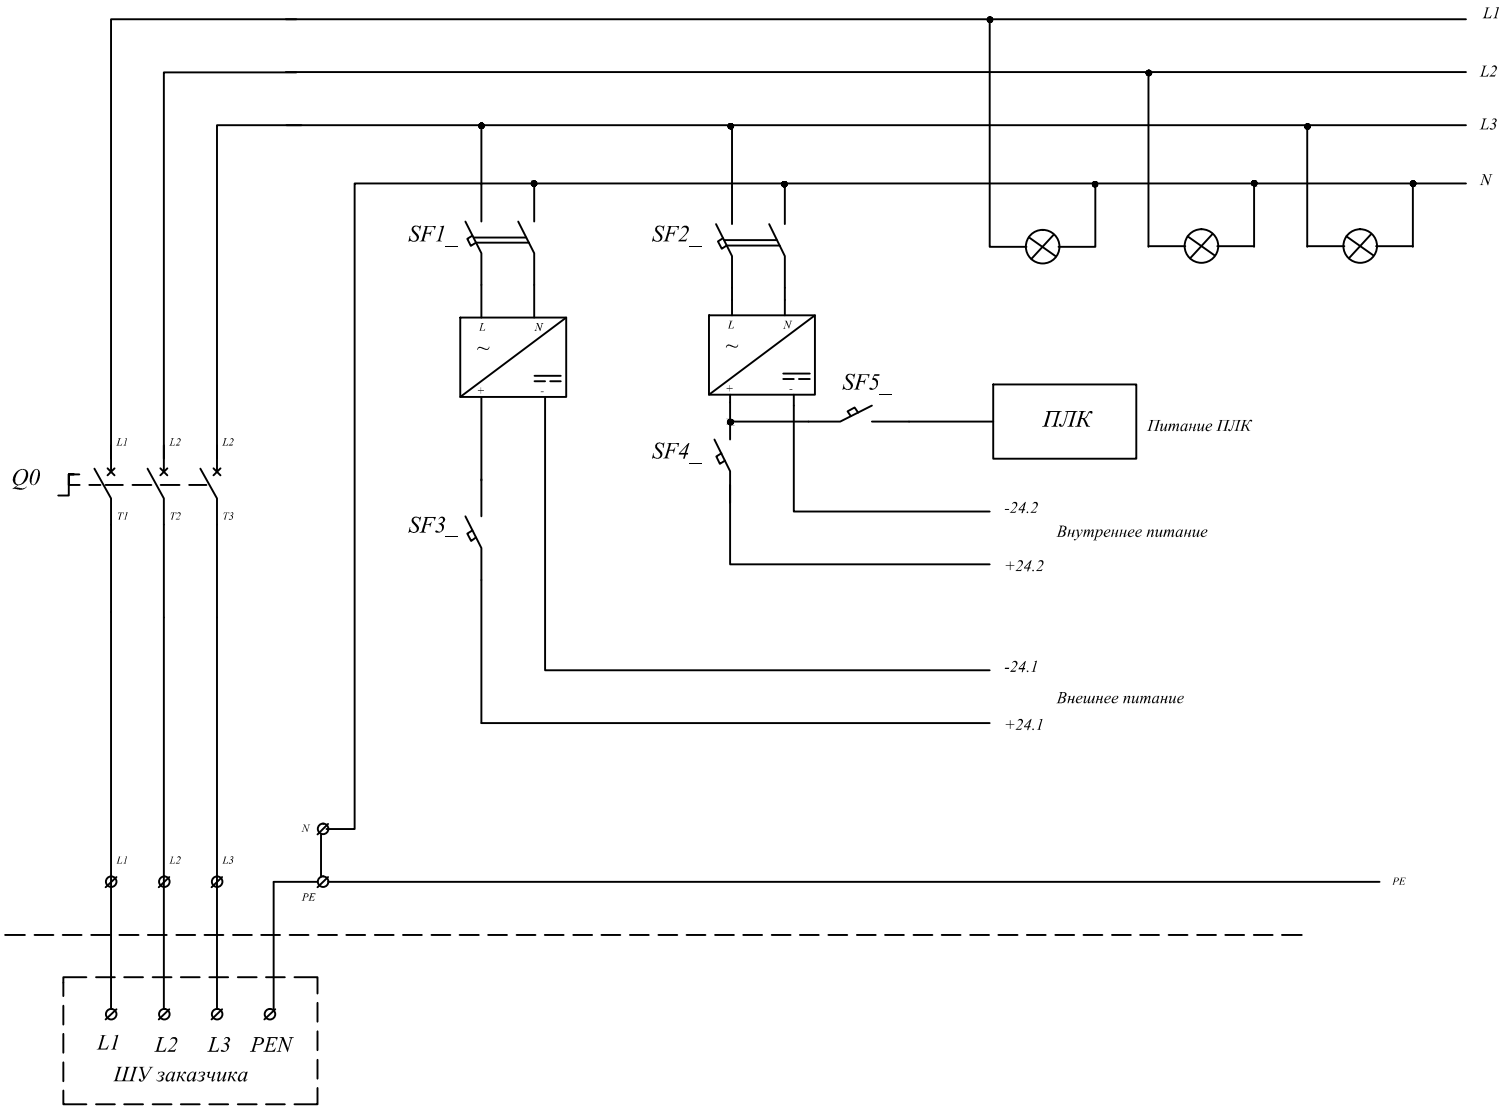 L1
L2
L3
N
SF1_
SF2_
L N
~
+ -
L N
~
+ -
SF5_
ПЛК
Питание ПЛК
SF4_
L1 L2 L2
Q0
T1 T2 T3
SF3_
-24.2
Внутреннее питание
+24.2
-24.1
Внешнее питание
+24.1
N
L1 L2 L3
PE
PE
L1 L2 L3 PEN
ШУ заказчика